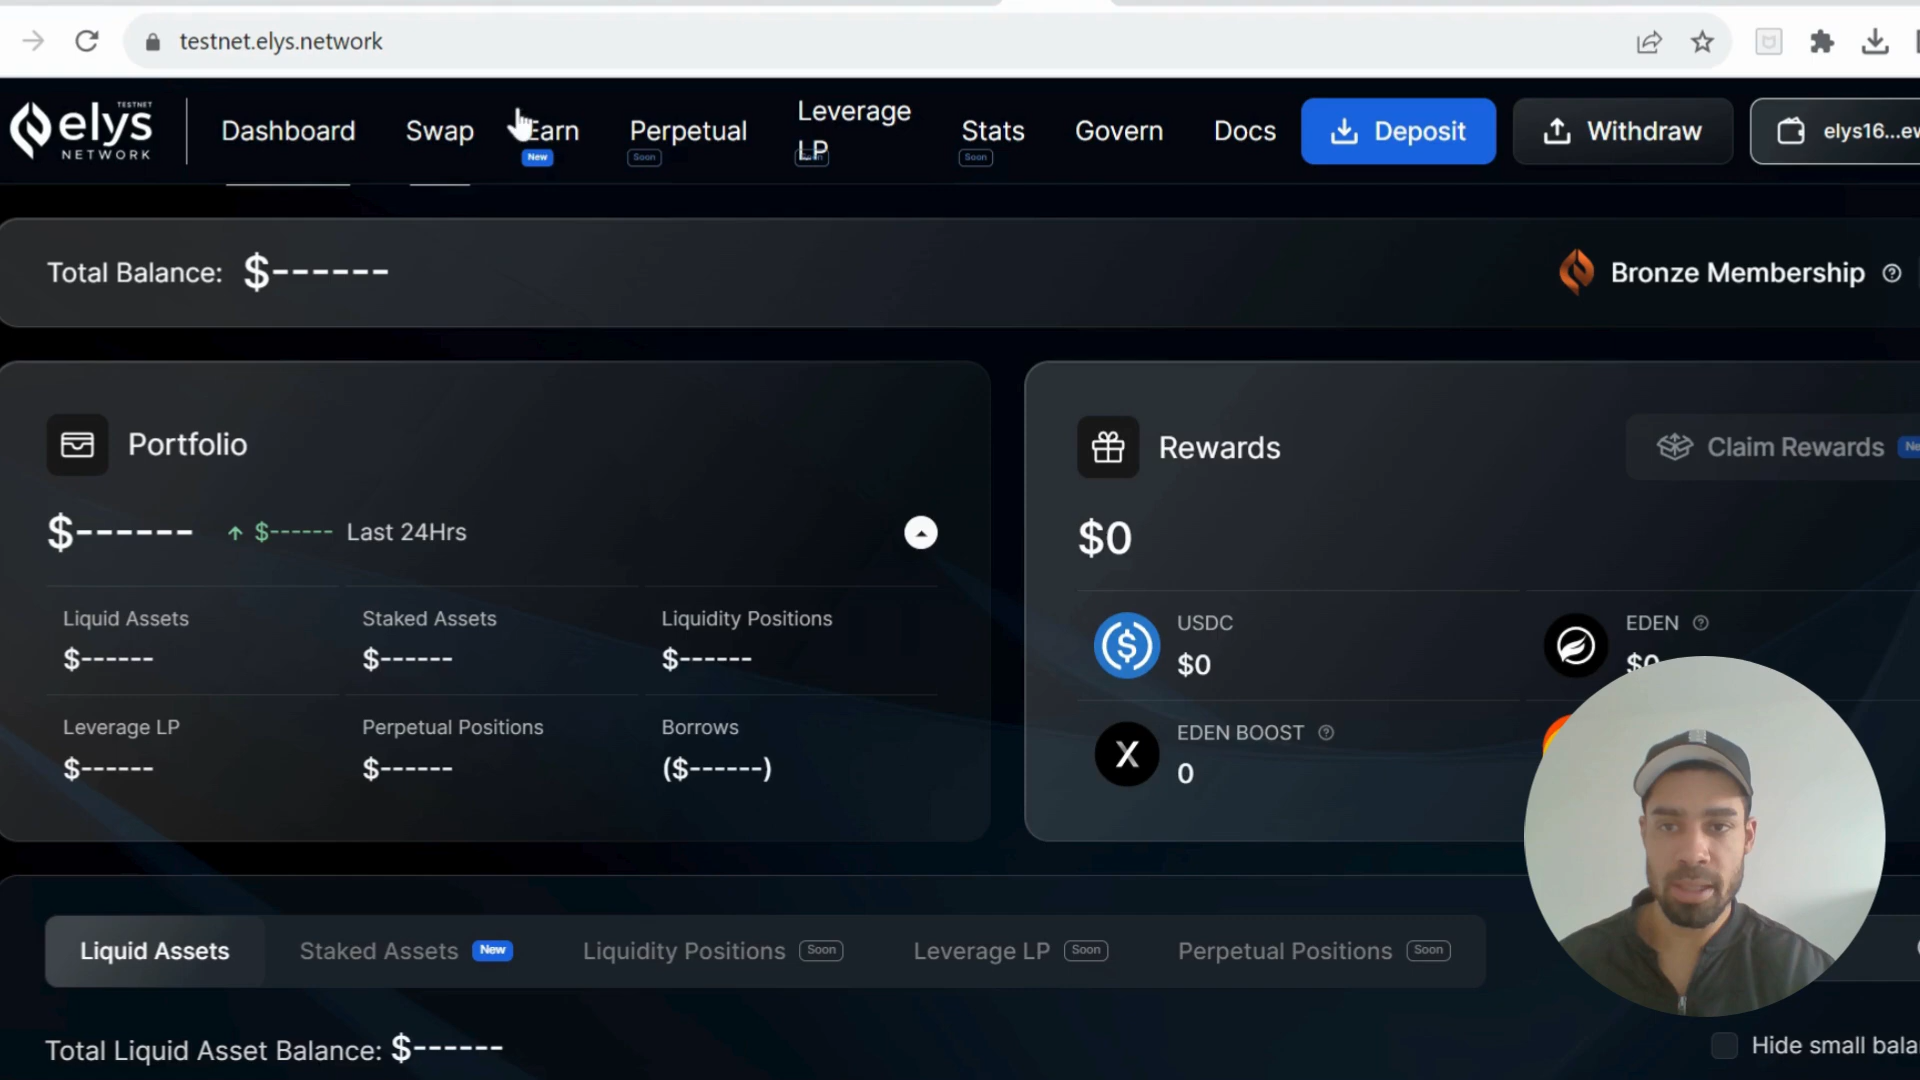 testnet.elys.network
TESTNET
elys
NETWORK
Dashboard
Swap
Earn
New
Perpetual
Soon
Leverage
LP
Stats
Soon
Govern
Docs
Deposit
Withdraw
elys16...ew
Total Balance: $------
Bronze Membership
Portfolio
$------ $------ Last 24Hrs
Liquid Assets
$------
Staked Assets
$------
Liquidity Positions
$------
Leverage LP
$------
Perpetual Positions
$------
Borrows
($------)
Rewards
Claim Rewards
$0
USDC
$0
EDEN
$0
EDEN BOOST
0
Liquid Assets
Staked Assets New
Liquidity Positions Soon
Leverage LP Soon
Perpetual Positions Soon
Total Liquid Asset Balance: $------
Hide small bala